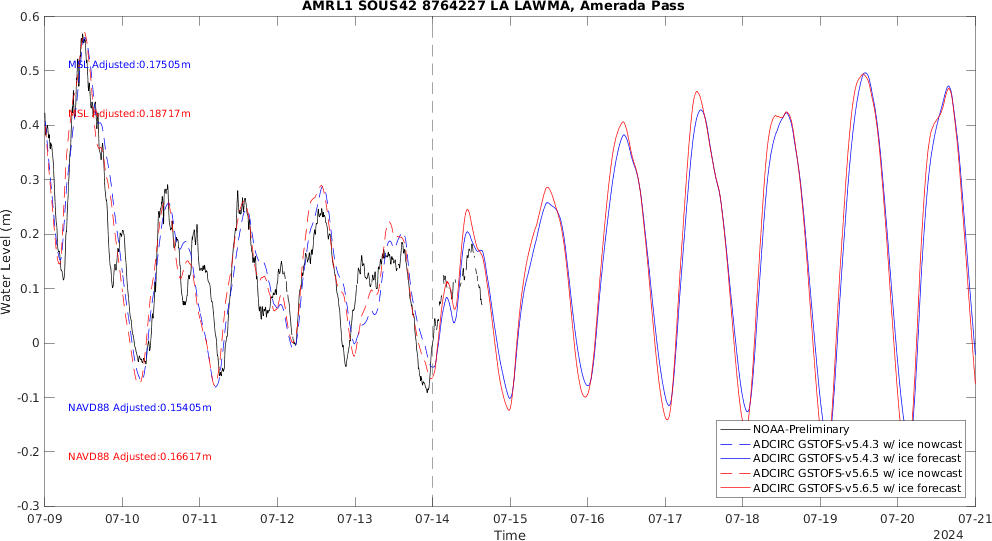 AMRL1 SOUS42 8764227 LA LAWMA, Amerada Pass
0.6
0.5
0.4
0.3
0.2
0.1
0
-0.1
-0.2
-0.3
Water Level (m)
MSL Adjusted:0.17505m
MSL Adjusted:0.18717m
NAVD88 Adjusted:0.15405m
NAVD88 Adjusted:0.16617m
NOAA-Preliminary
ADCIRC GSTOFS-v5.4.3 w/ ice nowcast
ADCIRC GSTOFS-v5.4.3 w/ ice forecast
ADCIRC GSTOFS-v5.6.5 w/ ice nowcast
ADCIRC GSTOFS-v5.6.5 w/ ice forecast
07-09 07-10 07-11 07-12 07-13 07-14 07-15 07-16 07-17 07-18 07-19 07-20 07-21
Time
2024